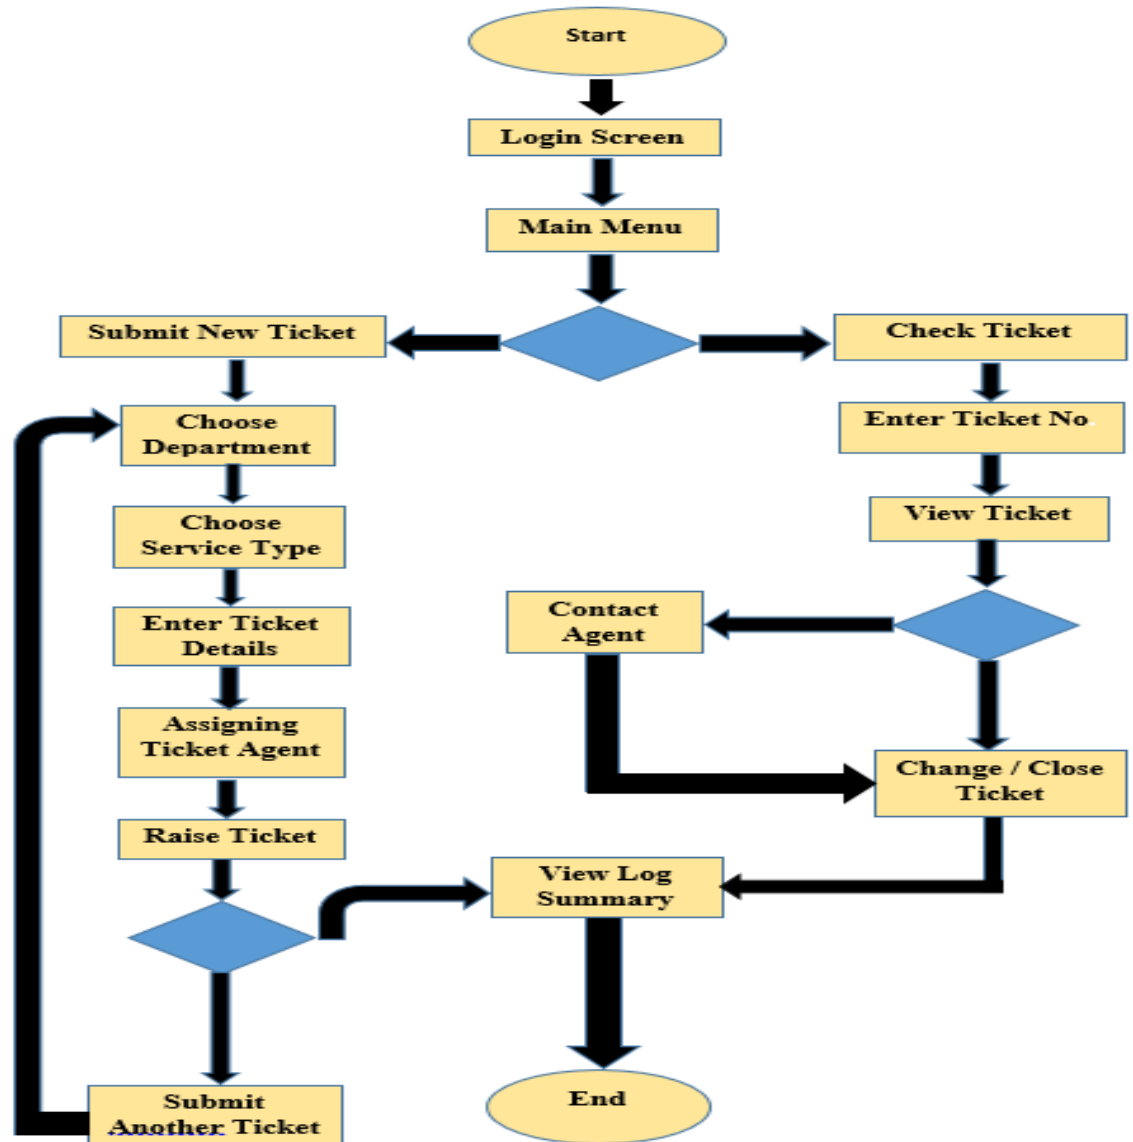 Start
Login Screen
Main Menu
Submit New Ticket
Check Ticket
Choose
Department
Enter Ticket No.
Choose
Service Type
View Ticket
Enter Ticket
Details
Contact
Agent
Assigning
Ticket Agent
Change / Close
Ticket
Raise Ticket
View Log
Summary
Submit
Another Ticket
End